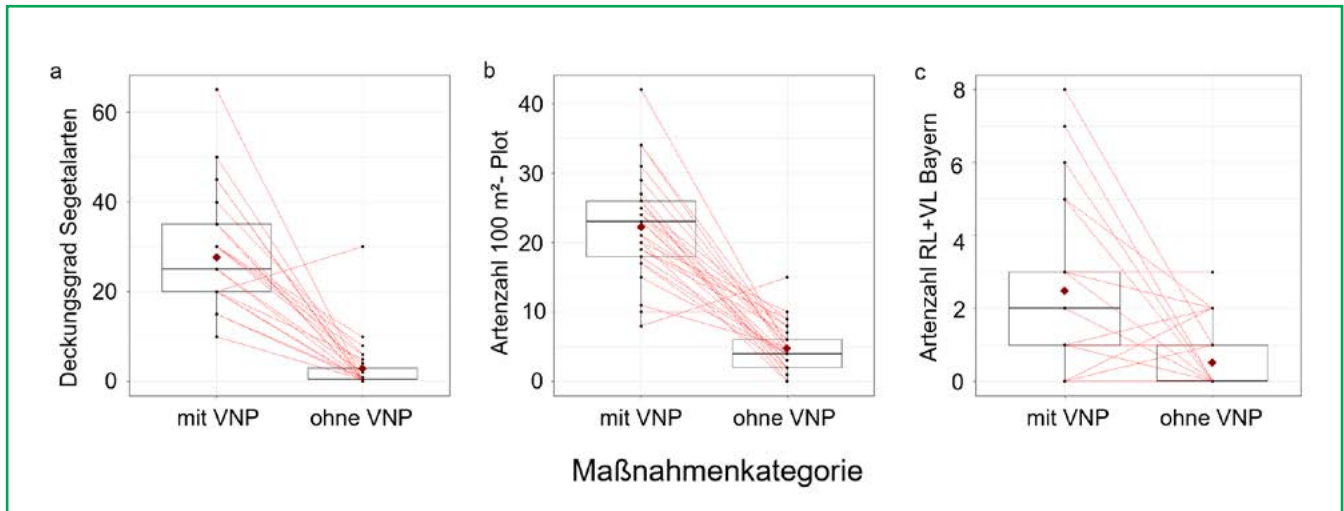 a
Deckungsgrad Segetalarten
60
40
20
0
mit VNP
ohne VNP
b
Artenzahl 100 m²- Plot
40
30
20
10
0
mit VNP
ohne VNP
c
Artenzahl RL+VL Bayern
8
6
4
2
0
mit VNP
ohne VNP
Maßnahmenkategorie